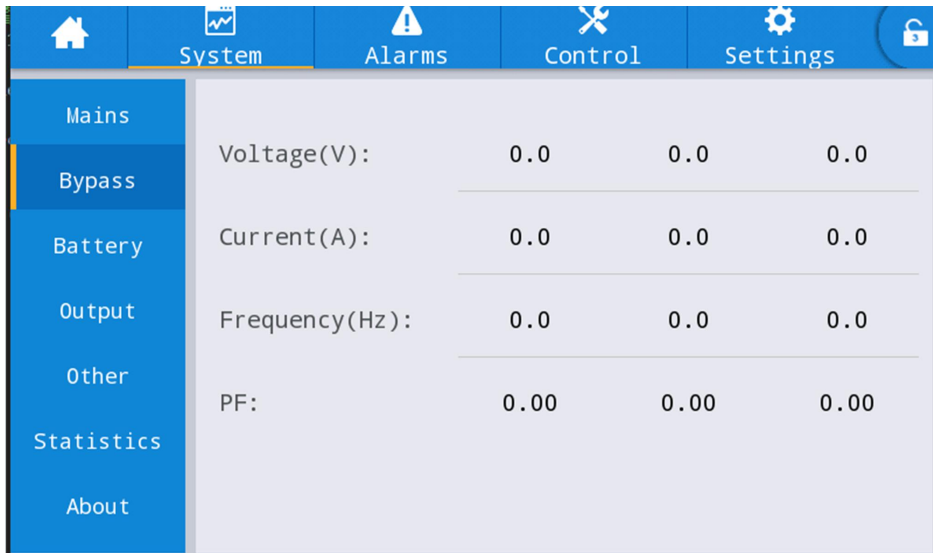 System Alarms Control Settings 3
Mains
Voltage(V): 0.0 0.0 0.0
Bypass
Current(A): 0.0 0.0 0.0
Battery
Output
Frequency(Hz): 0.0 0.0 0.0
Other
PF: 0.00 0.00 0.00
Statistics
About